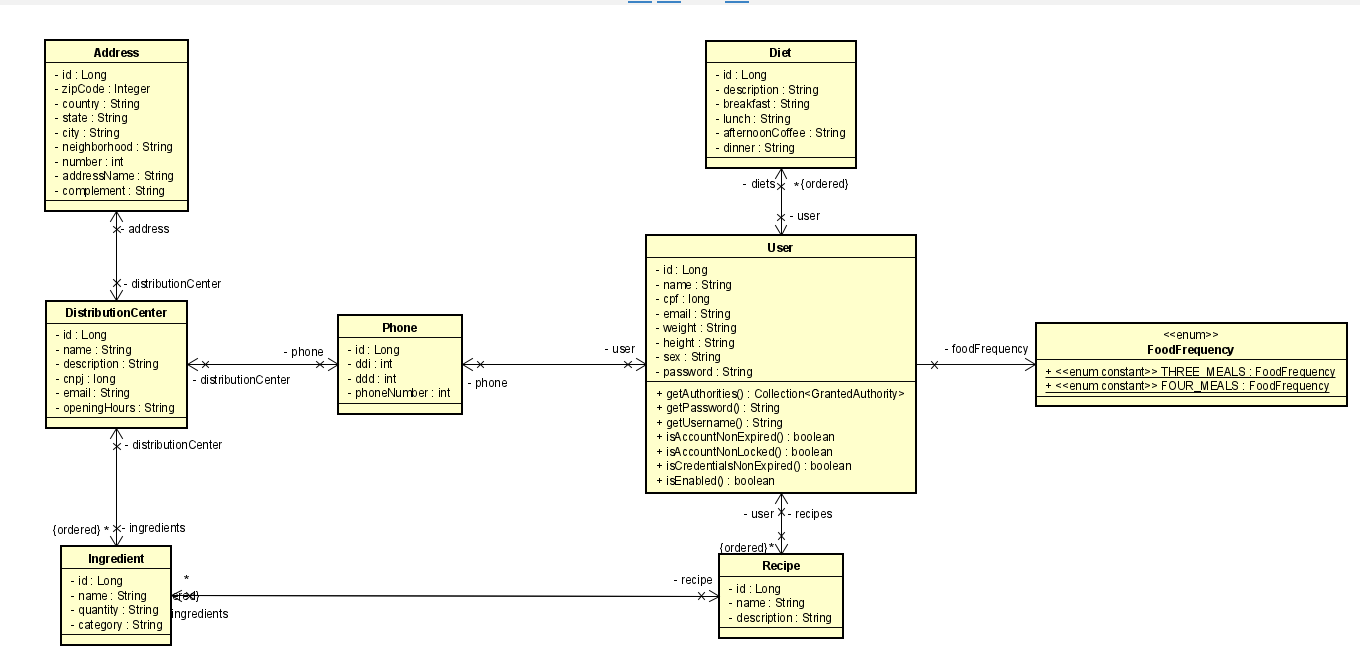 Address
- id : Long
- zipCode : Integer
- country : String
- state : String
- city : String
- neighborhood : String
- number : int
- addressName : String
- complement : String
- address
- distributionCenter
DistributionCenter
- id : Long
- name : String
- description : String
- cnpj : long
- email : String
- openingHours : String
- phone
- distributionCenter
Phone
- id : Long
- ddi : int
- ddd : int
- phoneNumber : int
- user
- phone
Diet
- id : Long
- description : String
- breakfast : String
- lunch : String
- afternoonCoffee : String
- dinner : String
- diets
*{ordered}
- user
User
- id : Long
- name : String
- cpf : long
- email : String
- weight : String
- height : String
- sex : String
- password : String
+ getAuthorities() : Collection<GrantedAuthority>
+ getPassword() : String
+ getUsername() : String
+ isAccountNonExpired() : boolean
+ isAccountNonLocked() : boolean
+ isCredentialsNonExpired() : boolean
+ isEnabled() : boolean
- foodFrequency
<<enum>>
FoodFrequency
+ <<enum constant>> THREE_MEALS : FoodFrequency
+ <<enum constant>> FOUR_MEALS : FoodFrequency
- distributionCenter
{ordered} *
- ingredients
Ingredient
- id : Long
- name : String
- quantity : String
- category : String
*
ingredients
- recipe
- user
- recipes
{ordered}*
Recipe
- id : Long
- name : String
- description : String